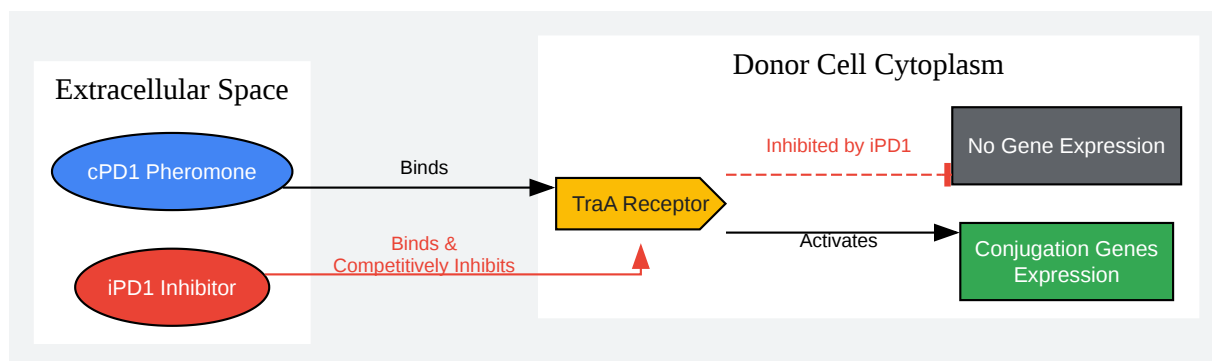 Extracellular Space
cPD1 Pheromone
iPD1 Inhibitor
Binds
Binds &
Competitively Inhibits
Donor Cell Cytoplasm
TraA Receptor
Inhibited by iPD1
Activates
No Gene Expression
Conjugation Genes
Expression